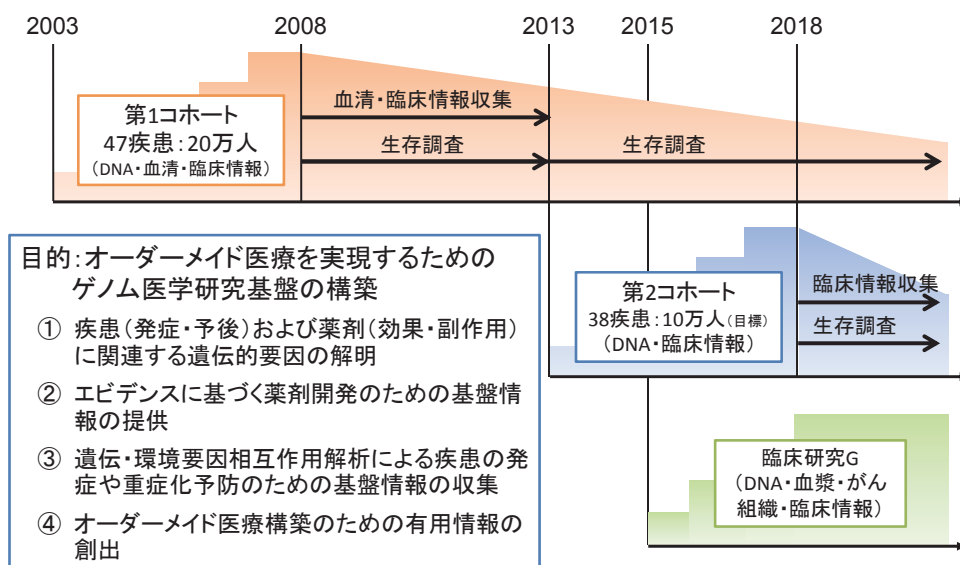 2003
2008
2013
2015
2018
第1コホート
47疾患：20万人
（DNA・血清・臨床情報）
血清・臨床情報収集
生存調査
生存調査
目的：オーダーメイド医療を実現するための
ゲノム医学研究基盤の構築
① 疾患（発症・予後）および薬剤（効果・副作用）
に関連する遺伝的要因の解明
② エビデンスに基づく薬剤開発のための基盤情
報の提供
③ 遺伝・環境要因相互作用解析による疾患の発
症や重症化予防のための基盤情報の収集
④ オーダーメイド医療構築のための有用情報の
創出
第2コホート
38疾患：10万人（目標）
（DNA・臨床情報）
臨床情報収集
生存調査
臨床研究G
（DNA・血漿・がん
組織・臨床情報）